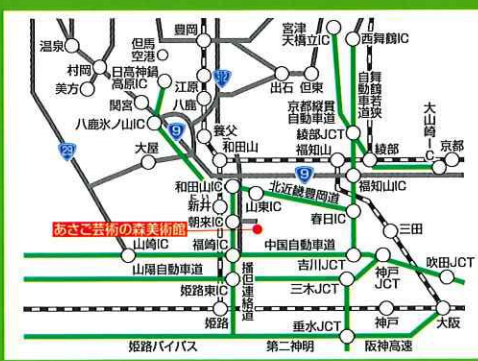 豊岡
宮津
天橋立IC
西舞鶴IC
温泉
但馬
空港
村岡
日高神鍋
高原IC
江原
312
美方
関宮
八鹿
出石
但東
京都縦貫
自動車道
舞鶴若狭
自動車道
大山崎IC
八鹿氷ノ山IC
9
養父
和田山
綾部JCT
綾部
京都
29
大屋
福知山
9
和田山IC
北近畿豊岡道
福知山IC
新井
山東IC
朝来IC
春日IC
あさご芸術の森美術館
三田
山崎IC
福崎IC
中国自動車道
山陽自動車道
播但連絡道
吉川JCT
神戸
JCT
吹田JCT
姫路東IC
三木JCT
姫路
神戸
大阪
垂水JCT
姫路バイパス
第二神明
阪神高速